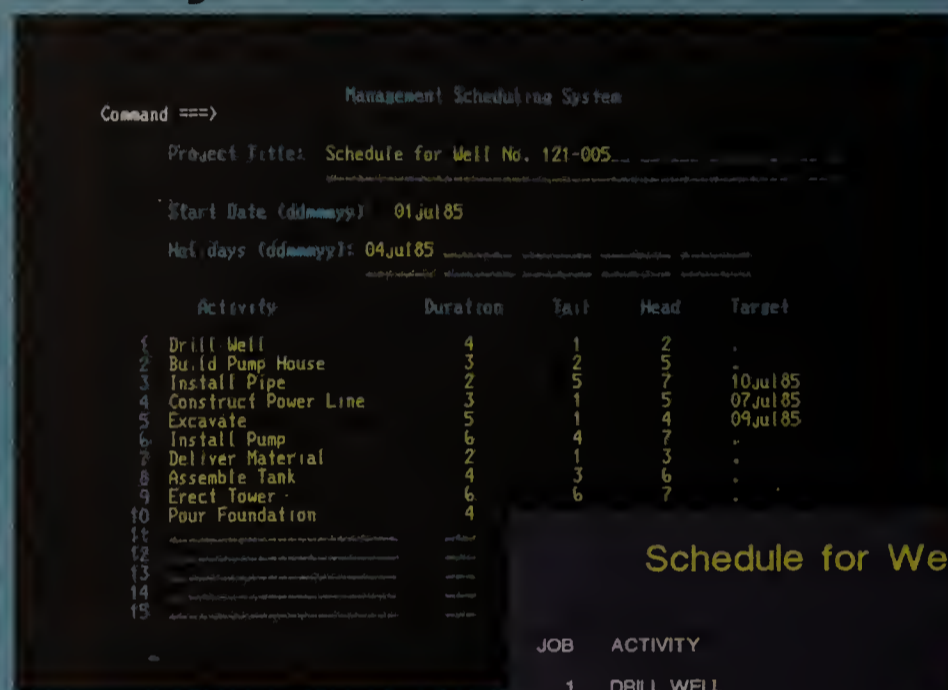 Management Scheduling System
Command ===>
Project Title: Schedule for Well No. 121-005
Start Date (ddmmmyy) 01jul85
Holidays (ddmmmyy): 04jul85
Activity Duration Tail Head Target
1 Drill Well 4 1 2 .
2 Build Pump House 3 2 5 .
3 Install Pipe 2 5 7 10jul85
4 Construct Power Line 3 1 5 07jul85
5 Excavate 5 1 4 09jul85
6 Install Pump 6 4 7 .
7 Deliver Material 2 1 3 .
8 Assemble Tank 4 3 6 .
9 Erect Tower 6 6 7 .
10 Pour Foundation 4
11
12
13
14
15
Schedule for We
JOB ACTIVITY
1 DRILL WELL